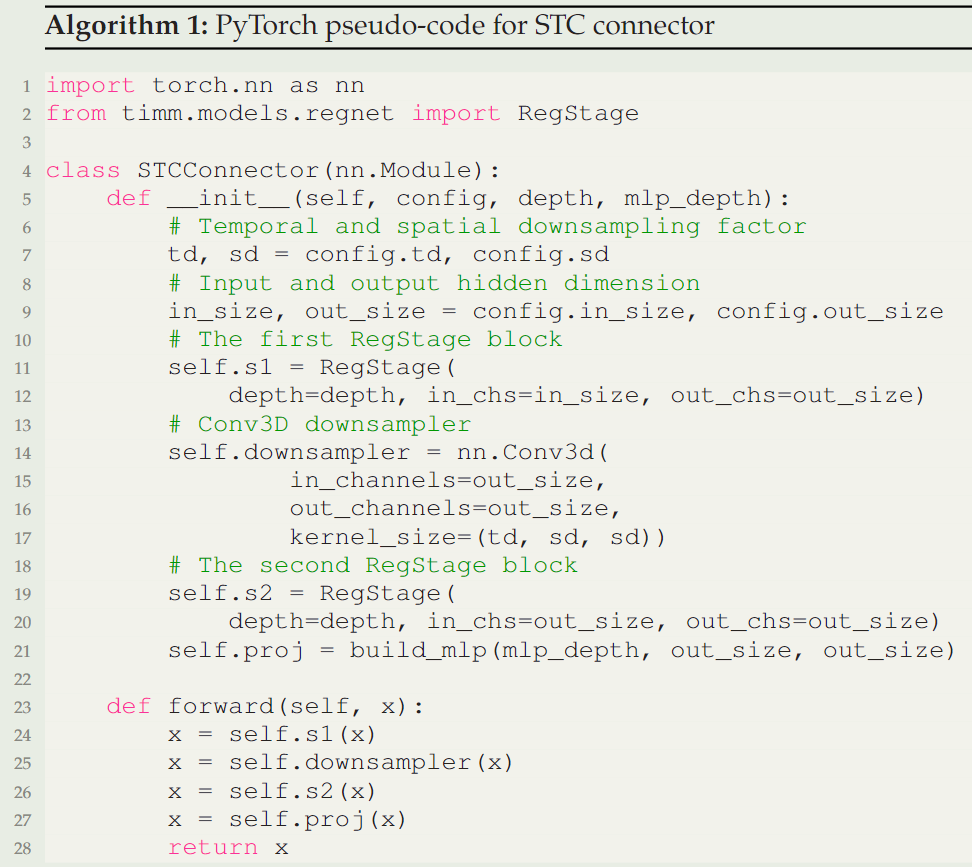 Algorithm 1: PyTorch pseudo-code for STC connector
1 import torch.nn as nn
2 from timm.models.regnet import RegStage
3
4 class STCConnector(nn.Module):
5     def __init__(self, config, depth, mlp_depth):
6         # Temporal and spatial downsampling factor
7         td, sd = config.td, config.sd
8         # Input and output hidden dimension
9         in_size, out_size = config.in_size, config.out_size
10         # The first RegStage block
11         self.s1 = RegStage(
12             depth=depth, in_chs=in_size, out_chs=out_size)
13         # Conv3D downsampler
14         self.downsampler = nn.Conv3d(
15                 in_channels=out_size,
16                 out_channels=out_size,
17                 kernel_size=(td, sd, sd))
18         # The second RegStage block
19         self.s2 = RegStage(
20             depth=depth, in_chs=out_size, out_chs=out_size)
21         self.proj = build_mlp(mlp_depth, out_size, out_size)
22
23     def forward(self, x):
24         x = self.s1(x)
25         x = self.downsampler(x)
26         x = self.s2(x)
27         x = self.proj(x)
28         return x